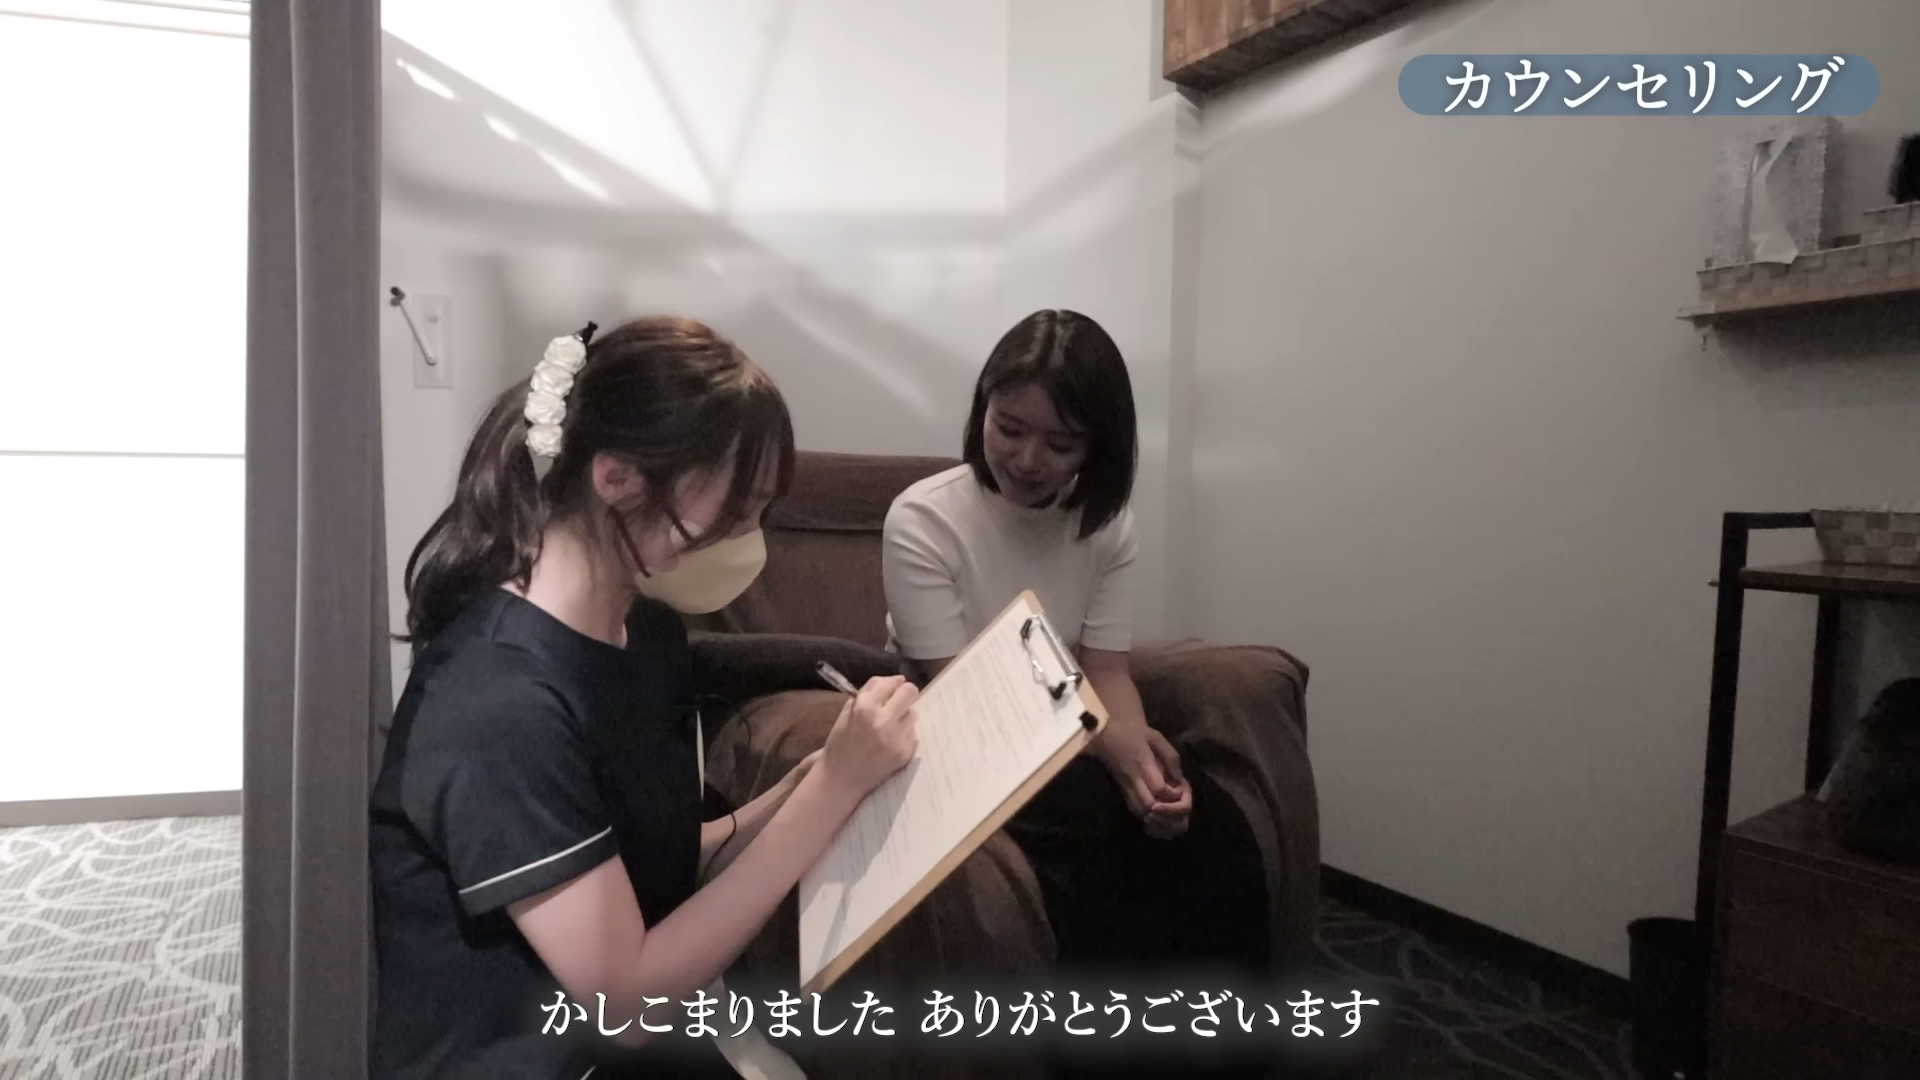 カウンセリング
かしこまりました ありがとうございます